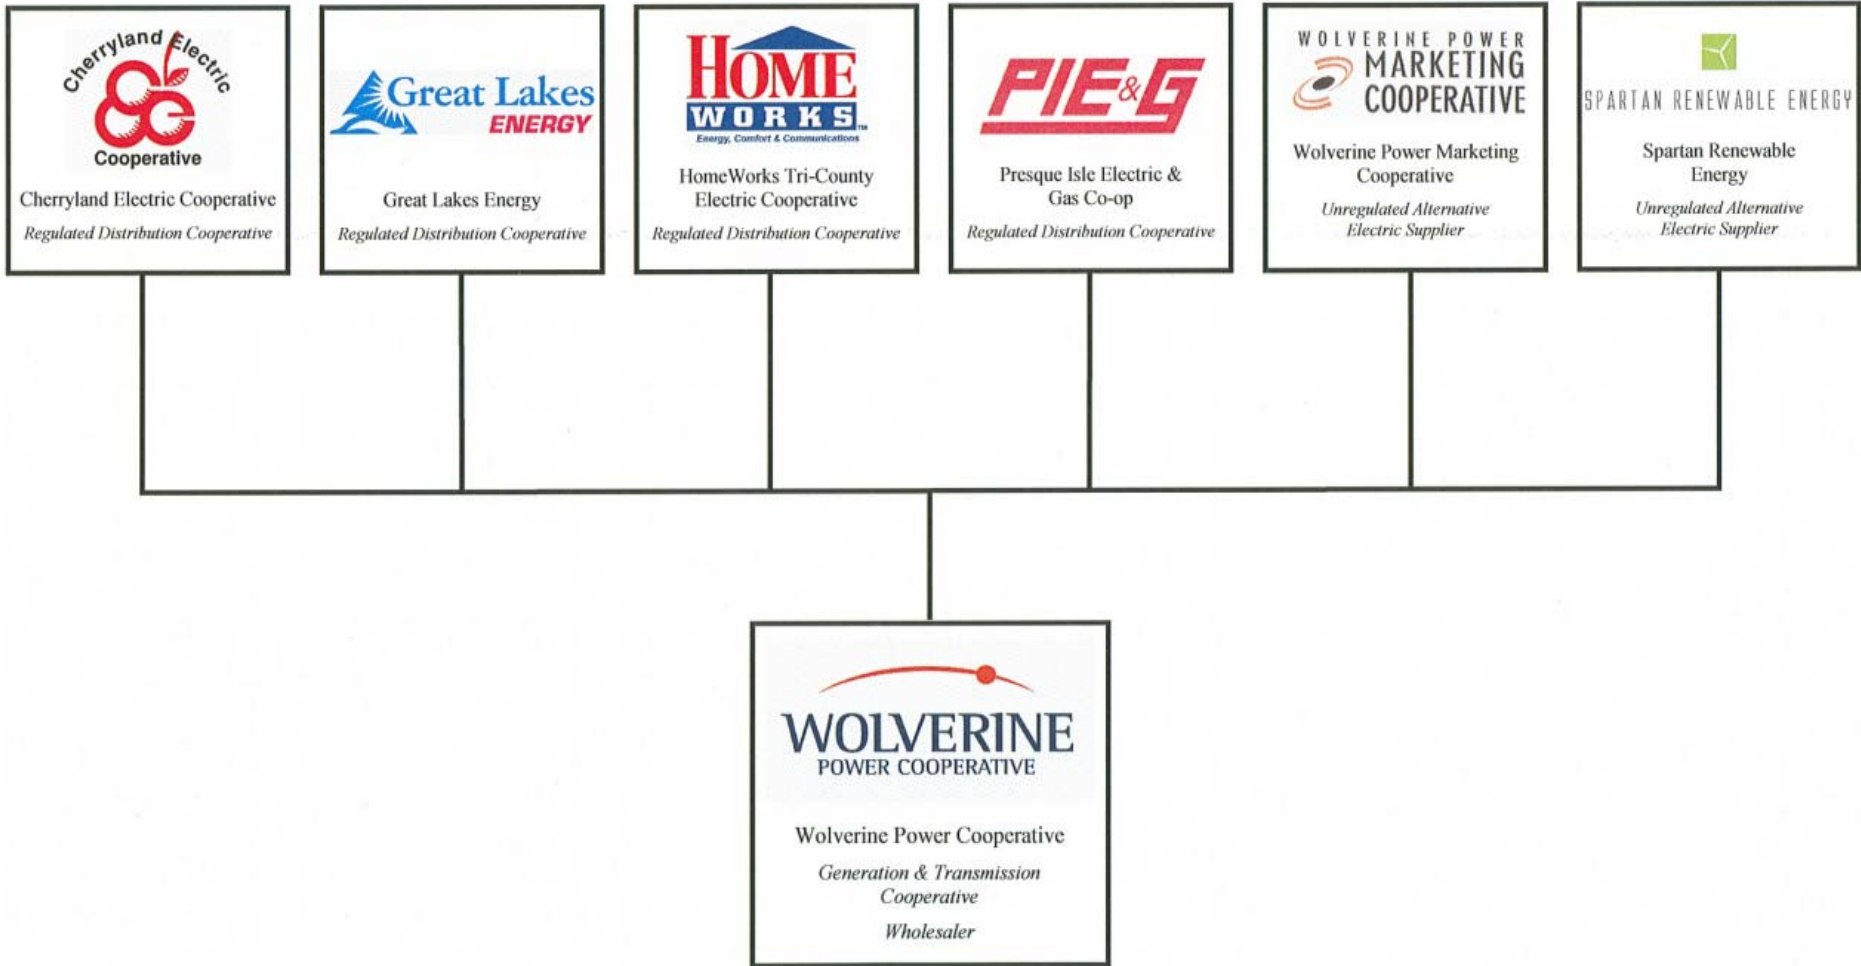 Cherryland Electric
Cooperative
Cherryland Electric Cooperative
Regulated Distribution Cooperative
Great Lakes
ENERGY
Great Lakes Energy
Regulated Distribution Cooperative
HOME
WORKS™
Energy, Comfort & Communications
HomeWorks Tri-County
Electric Cooperative
Regulated Distribution Cooperative
PIE&G
Presque Isle Electric &
Gas Co-op
Regulated Distribution Cooperative
WOLVERINE POWER
MARKETING
COOPERATIVE
Wolverine Power Marketing
Cooperative
Unregulated Alternative
Electric Supplier
SPARTAN RENEWABLE ENERGY
Spartan Renewable
Energy
Unregulated Alternative
Electric Supplier
WOLVERINE
POWER COOPERATIVE
Wolverine Power Cooperative
Generation & Transmission
Cooperative
Wholesaler